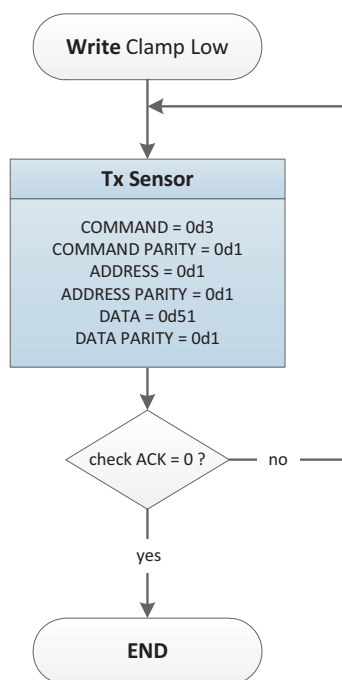 Write Clamp Low
Tx Sensor
COMMAND = 0d3
COMMAND PARITY = 0d1
ADDRESS = 0d1
ADDRESS PARITY = 0d1
DATA = 0d51
DATA PARITY = 0d1
check ACK = 0 ?
no
yes
END